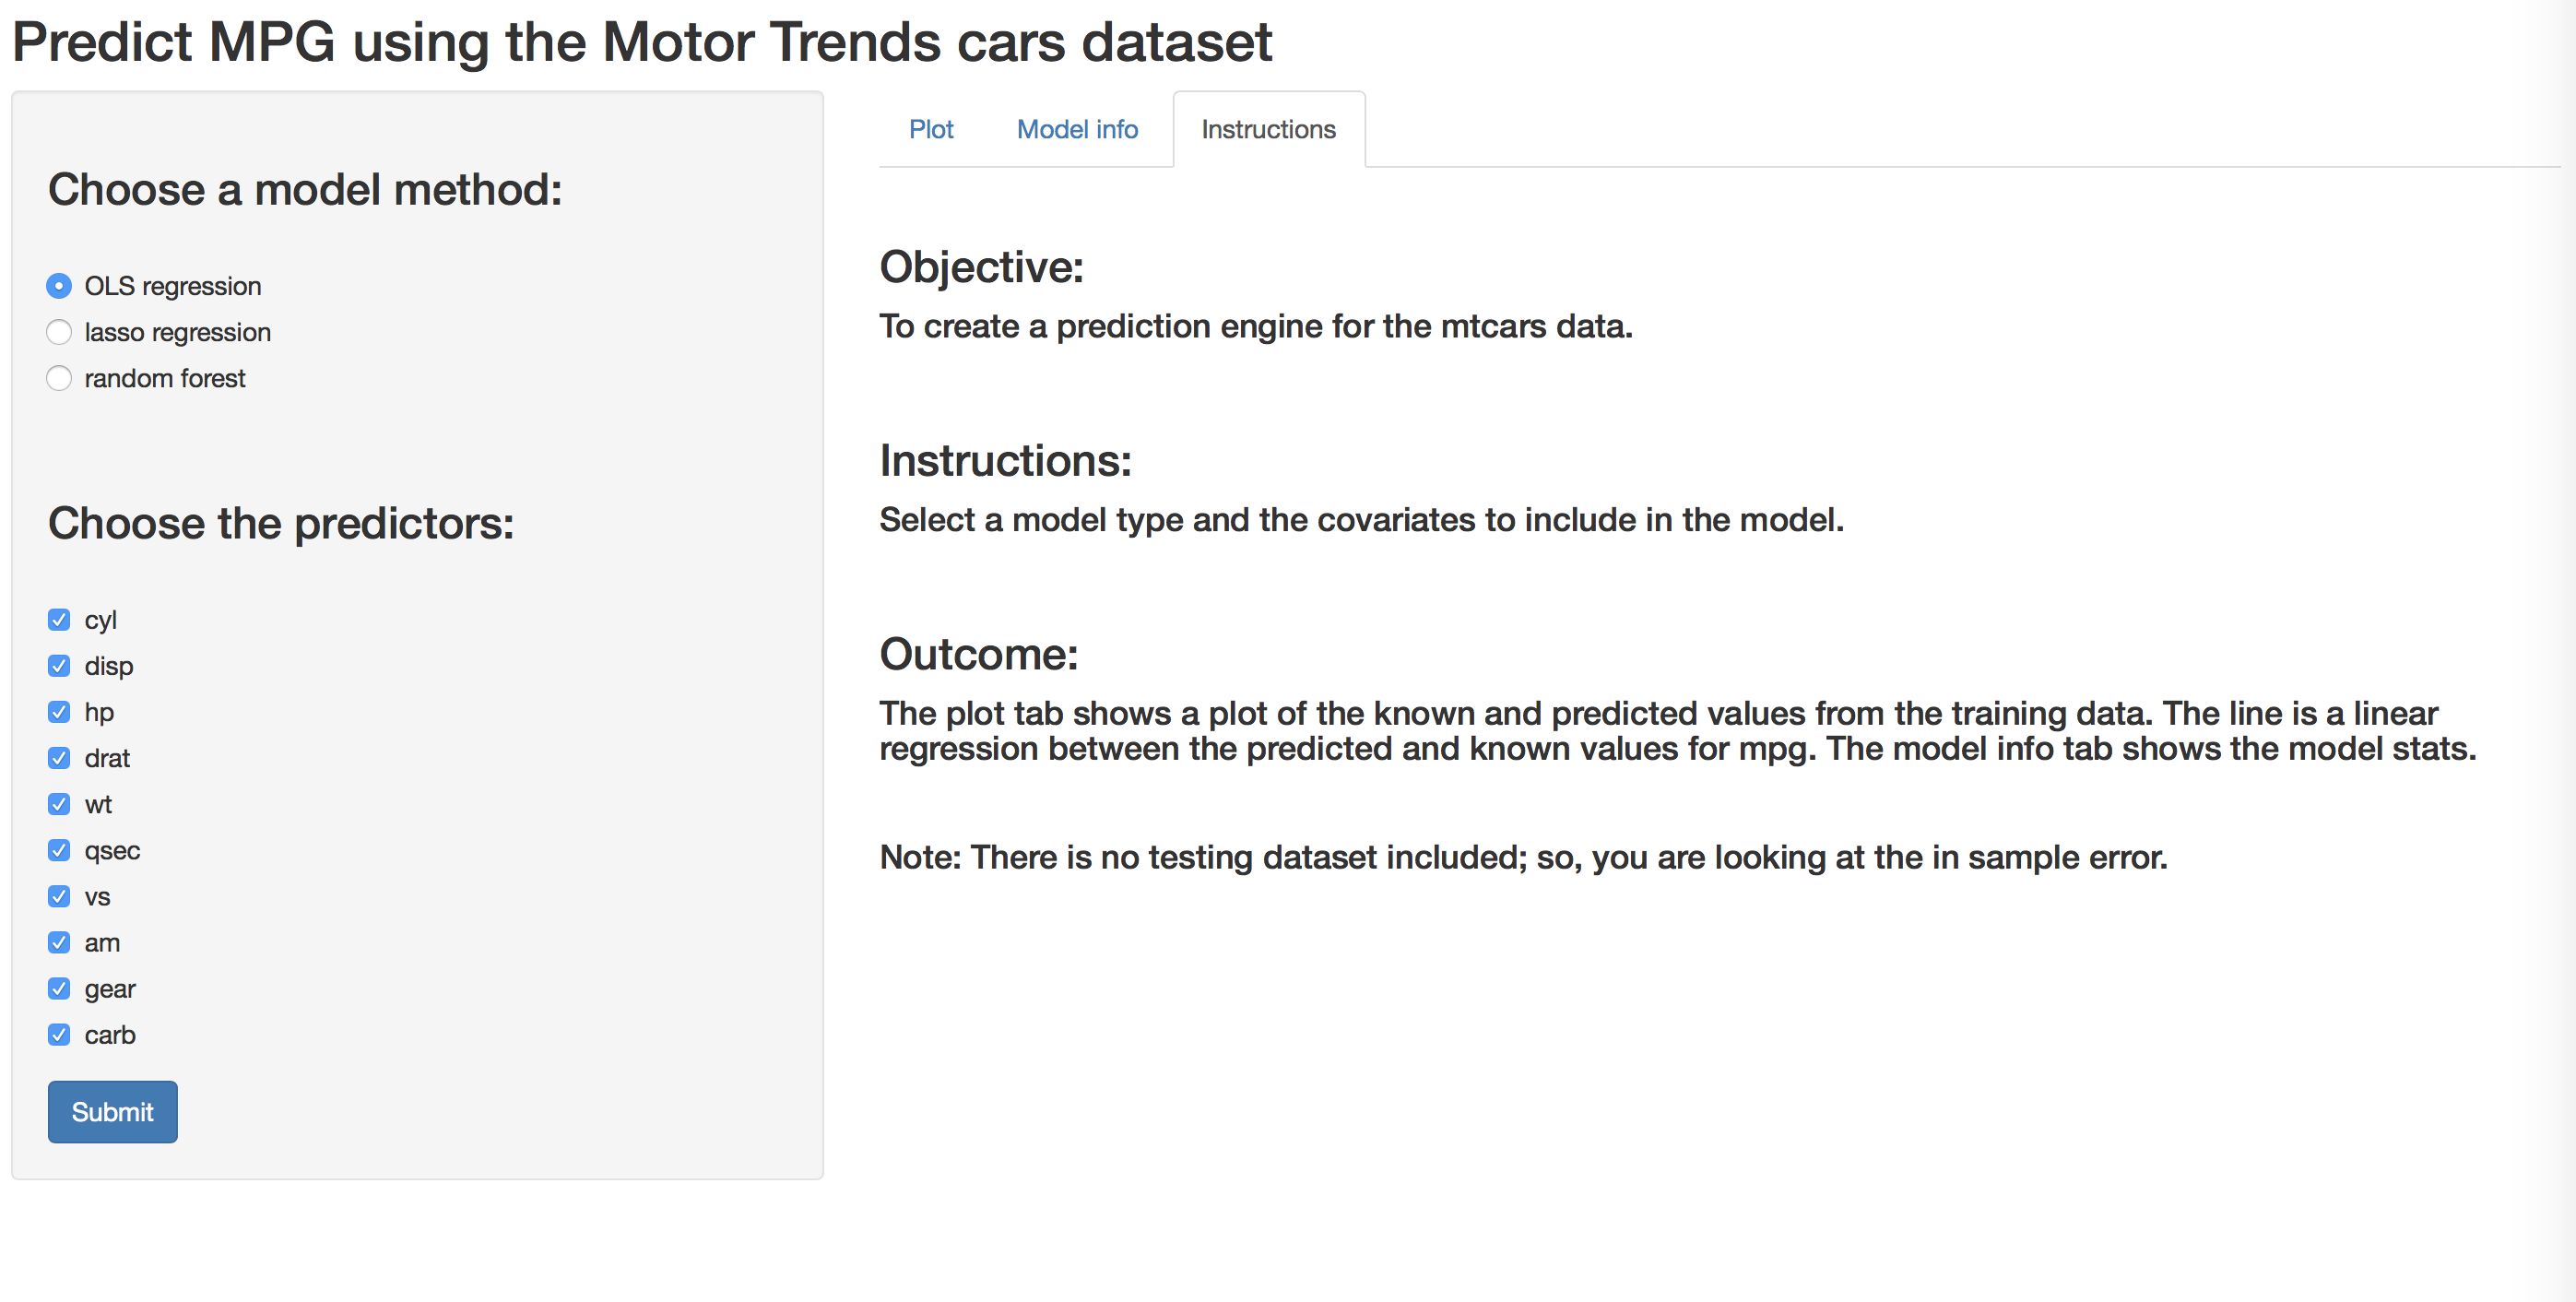 Predict MPG using the Motor Trends cars dataset
Choose a model method:
OLS regression
lasso regression
random forest
Choose the predictors:
cyl
disp
hp
drat
wt
qsec
vs
am
gear
carb
Submit
Plot
Model info
Instructions
Objective:
To create a prediction engine for the mtcars data.
Instructions:
Select a model type and the covariates to include in the model.
Outcome:
The plot tab shows a plot of the known and predicted values from the training data. The line is a linear
regression between the predicted and known values for mpg. The model info tab shows the model stats.
Note: There is no testing dataset included; so, you are looking at the in sample error.